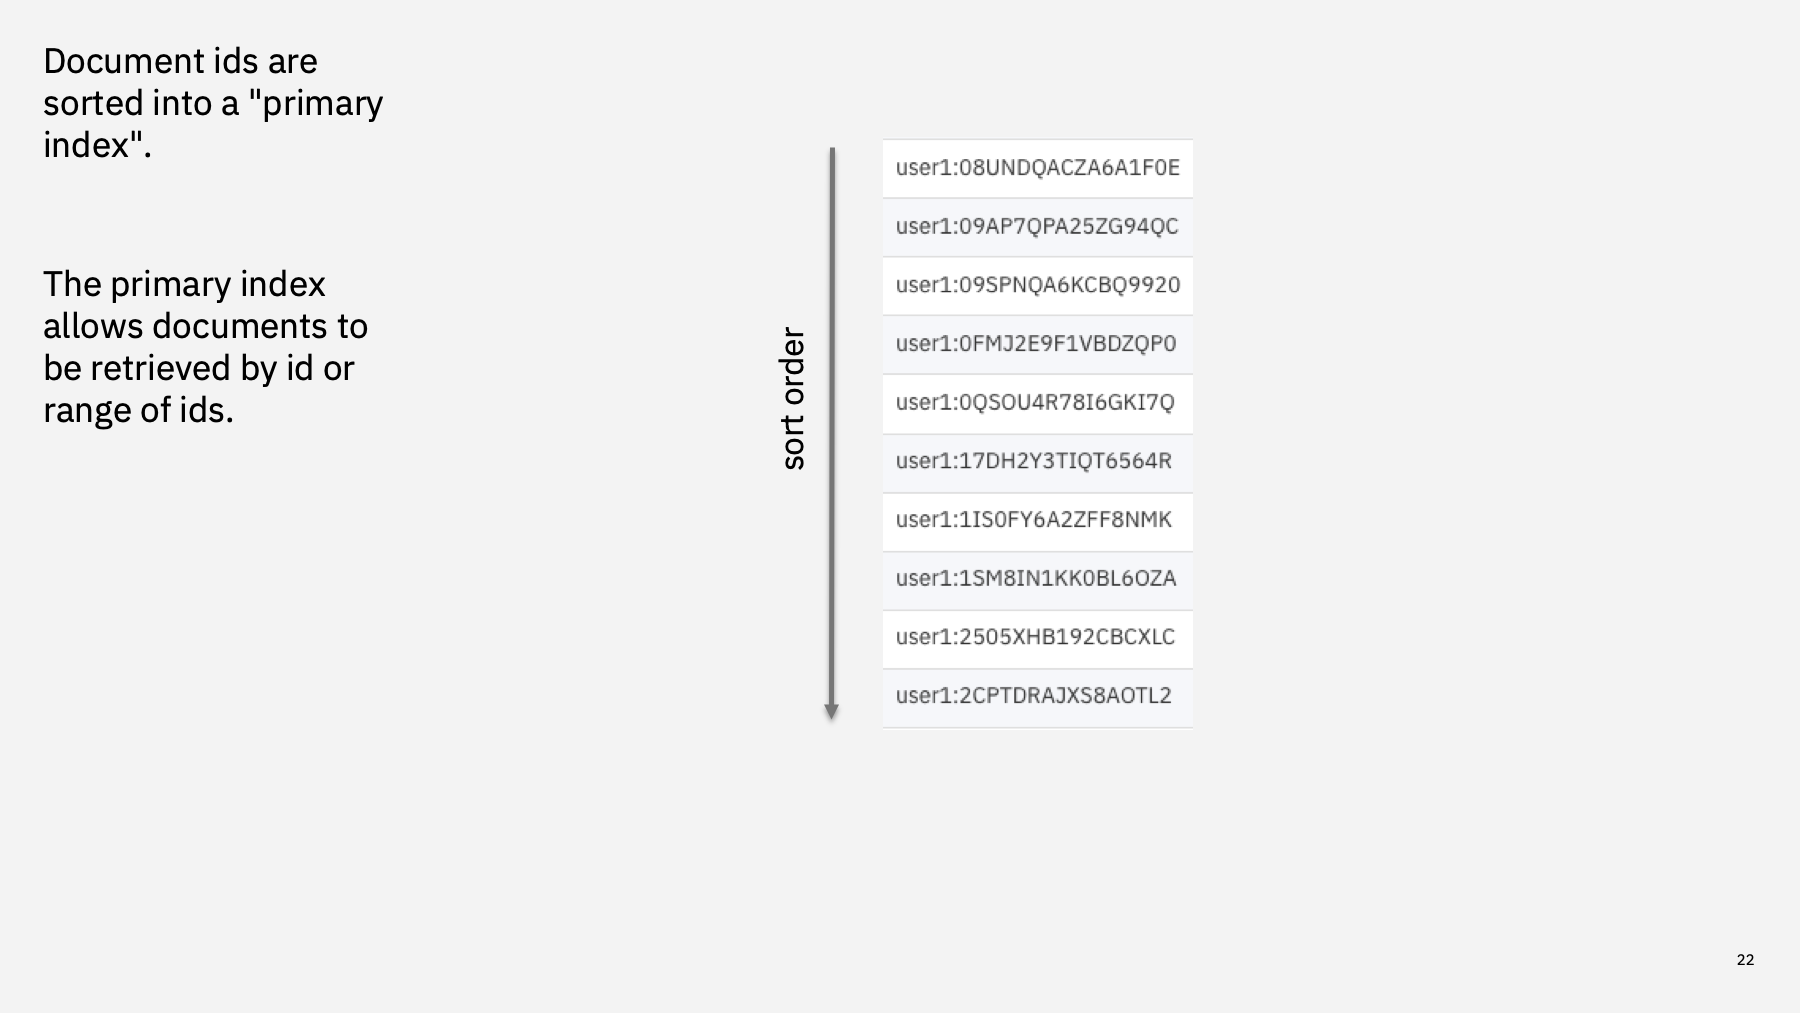 Document ids are
sorted into a "primary
index".
The primary index
allows documents to
be retrieved by id or
range of ids.
sort order
user1:08UNDQACZA6A1F0E
user1:09AP7QPA25ZG94QC
user1:09SPNQA6KCBQ9920
user1:0FMJ2E9F1VBDZQP0
user1:0QSOU4R78I6GKI7Q
user1:17DH2Y3TIQT6564R
user1:1IS0FY6A2ZFF8NMK
user1:1SM8IN1KK0BL6OZA
user1:2505XHB192CBCXLC
user1:2CPTDRAJXS8AOTL2
22